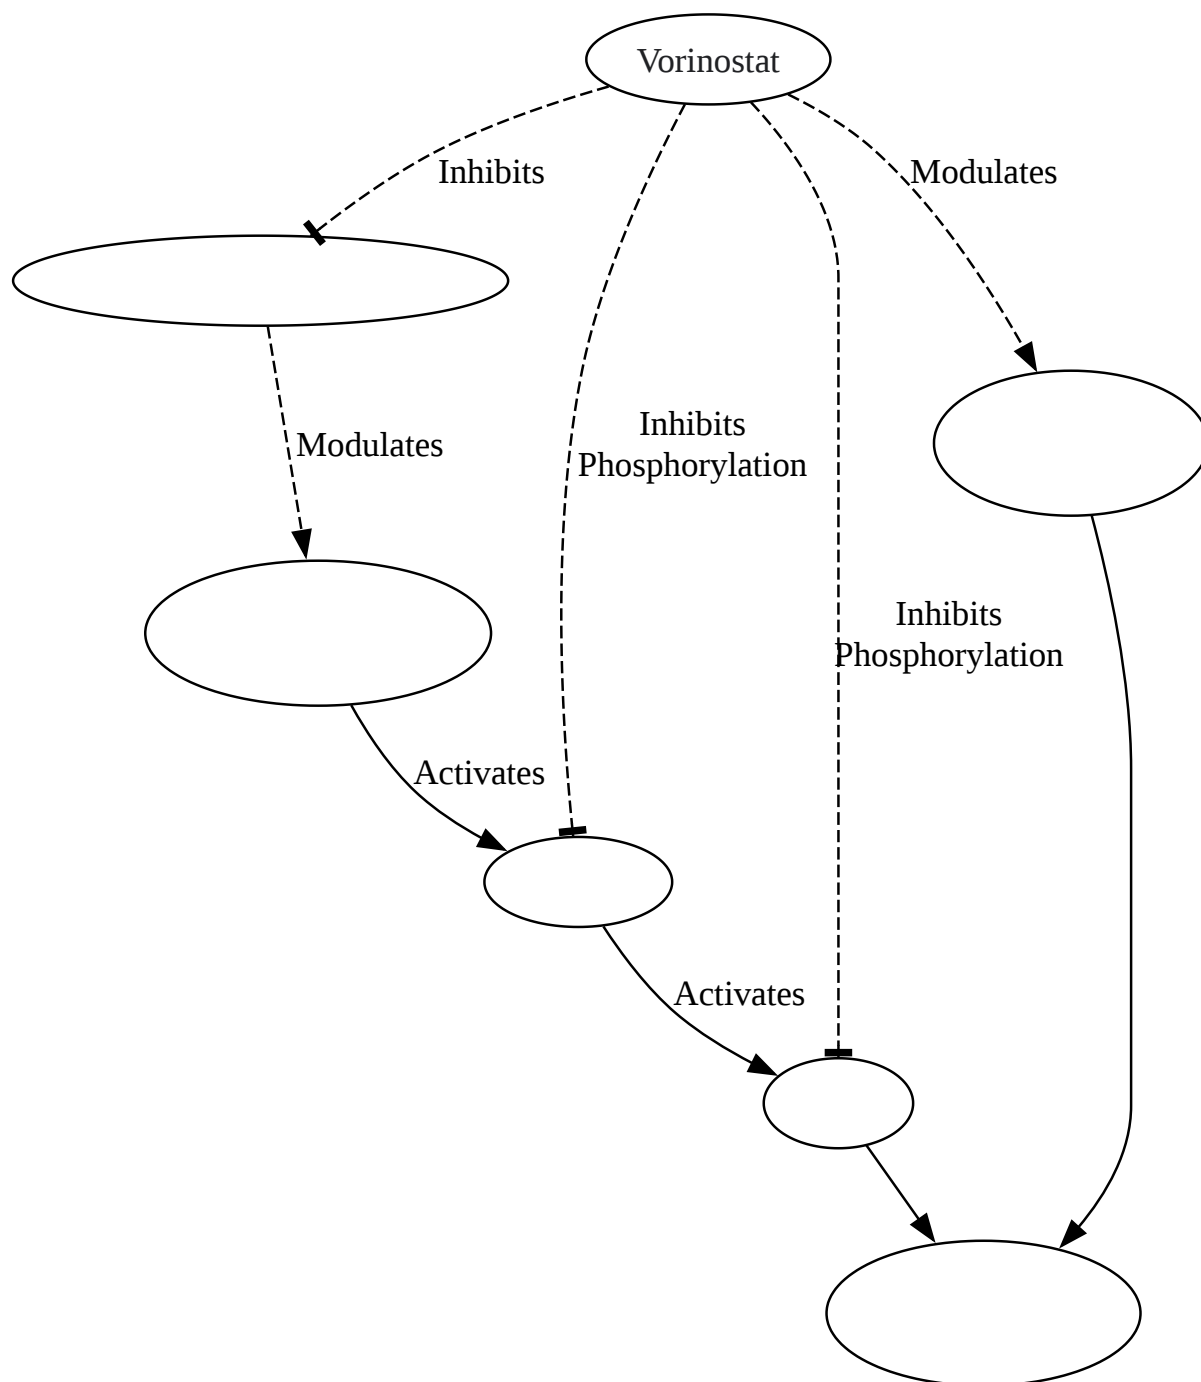 Vorinostat
Inhibits
Modulates
Inhibits
Phosphorylation
Modulates
Inhibits
Phosphorylation
Activates
Activates